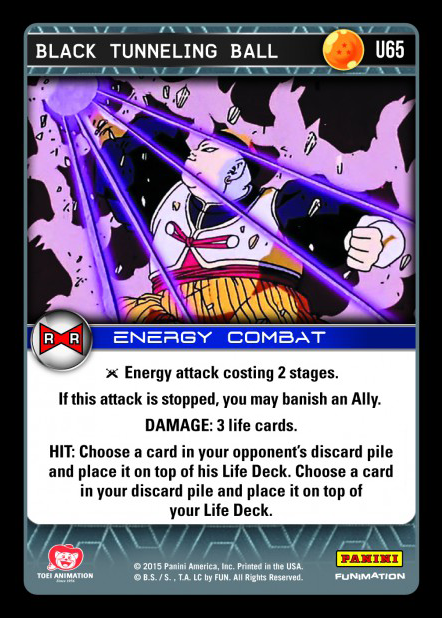 BLACK TUNNELING BALL U65
R R ENERGY COMBAT
Energy attack costing 2 stages.
If this attack is stopped, you may banish an Ally.
DAMAGE: 3 life cards.
HIT: Choose a card in your opponent's discard pile
and place it on top of his Life Deck. Choose a card
in your discard pile and place it on top of
your Life Deck.
TOEI ANIMATION
Since 1956
© 2015 Panini America, Inc. Printed in the USA.
© B.S./S., T.A. LC by FUN. All Rights Reserved.
PANINI
FUNIMATION